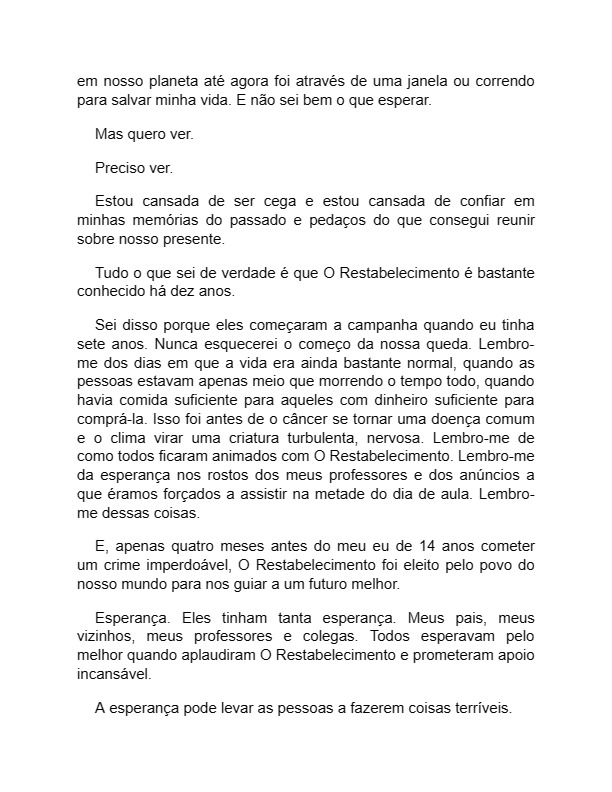 em nosso planeta até agora foi através de uma janela ou correndo
para salvar minha vida. E não sei bem o que esperar.
Mas quero ver.
Preciso ver.
Estou cansada de ser cega e estou cansada de confiar em
minhas memórias do passado e pedaços do que consegui reunir
sobre nosso presente.
Tudo o que sei de verdade é que O Restabelecimento é bastante
conhecido há dez anos.
Sei disso porque eles começaram a campanha quando eu tinha
sete anos. Nunca esquecerei o começo da nossa queda. Lembro-
me dos dias em que a vida era ainda bastante normal, quando as
pessoas estavam apenas meio que morrendo o tempo todo, quando
havia comida suficiente para aqueles com dinheiro suficiente para
comprá-la. Isso foi antes de o câncer se tornar uma doença comum
e o clima virar uma criatura turbulenta, nervosa. Lembro-me de
como todos ficaram animados com O Restabelecimento. Lembro-me
da esperança nos rostos dos meus professores e dos anúncios a
que éramos forçados a assistir na metade do dia de aula. Lembro-
me dessas coisas.
E, apenas quatro meses antes do meu eu de 14 anos cometer
um crime imperdoável, O Restabelecimento foi eleito pelo povo do
nosso mundo para nos guiar a um futuro melhor.
Esperança. Eles tinham tanta esperança. Meus pais, meus
vizinhos, meus professores e colegas. Todos esperavam pelo
melhor quando aplaudiram O Restabelecimento e prometeram apoio
incansável.
A esperança pode levar as pessoas a fazerem coisas terríveis.